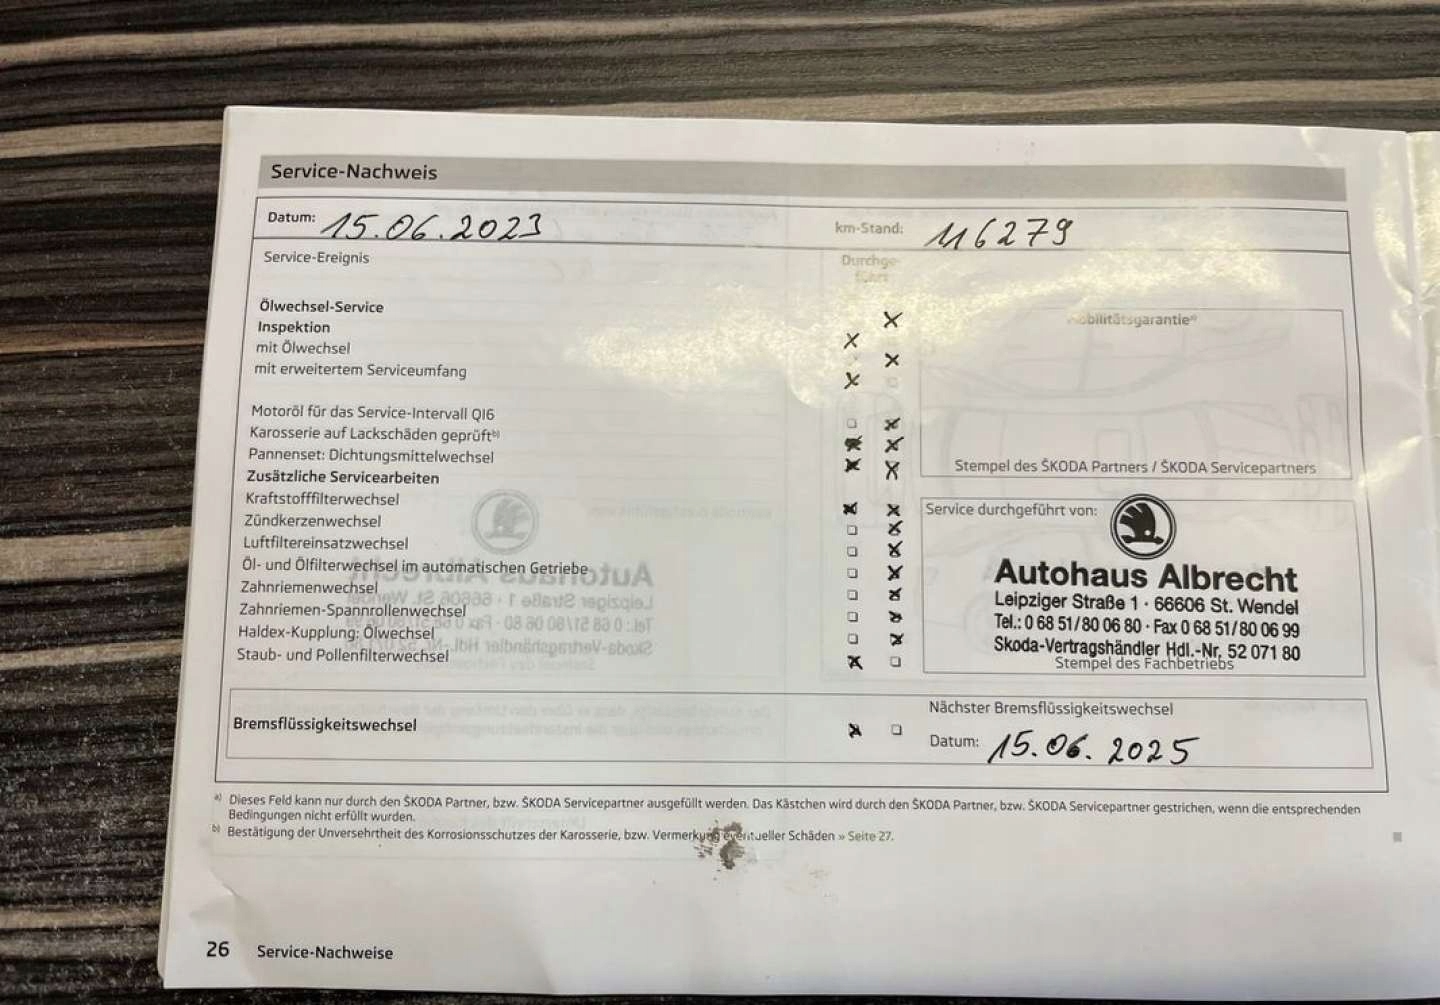 Service-Nachweis
Datum: 15.06.2023 km-Stand: 116279
Service-Ereignis Durchge-
führt
Ölwechsel-Service
Inspektion
mit Ölwechsel
mit erweitertem Serviceumfang
Mobilitätsgarantieᵃ⁾
Motoröl für das Service-Intervall QI6
Karosserie auf Lackschäden geprüftᵇ⁾
Pannenset: Dichtungsmittelwechsel
Stempel des ŠKODA Partners / ŠKODA Servicepartners
Zusätzliche Servicearbeiten
Kraftstofffilterwechsel
Zündkerzenwechsel
Luftfiltereinsatzwechsel
Öl- und Ölfilterwechsel im automatischen Getriebe
Zahnriemenwechsel
Zahnriemen-Spannrollenwechsel
Haldex-Kupplung: Ölwechsel
Staub- und Pollenfilterwechsel
Service durchgeführt von:
Autohaus Albrecht
Leipziger Straße 1 · 66606 St. Wendel
Tel.: 0 68 51/80 06 80 · Fax 0 68 51/80 06 99
Skoda-Vertragshändler Hdl.-Nr. 52 071 80
Stempel des Fachbetriebs
Bremsflüssigkeitswechsel
Nächster Bremsflüssigkeitswechsel
Datum: 15.06.2025
ᵃ⁾ Dieses Feld kann nur durch den ŠKODA Partner, bzw. ŠKODA Servicepartner ausgefüllt werden. Das Kästchen wird durch den ŠKODA Partner, bzw. ŠKODA Servicepartner gestrichen, wenn die entsprechenden
Bedingungen nicht erfüllt wurden.
ᵇ⁾ Bestätigung der Unversehrtheit des Korrosionsschutzes der Karosserie, bzw. Vermerkung eventueller Schäden » Seite 27.
26 Service-Nachweise